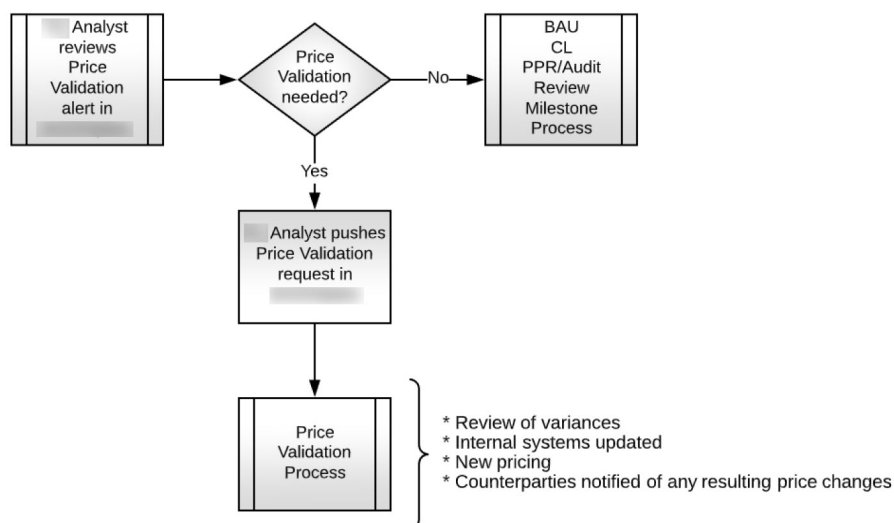 Analyst
reviews
Price
Validation
alert in
Price
Validation
needed?
No
BAU
CL
PPR/Audit
Review
Milestone
Process
Yes
Analyst pushes
Price Validation
request in
Price
Validation
Process
* Review of variances
* Internal systems updated
* New pricing
* Counterparties notified of any resulting price changes